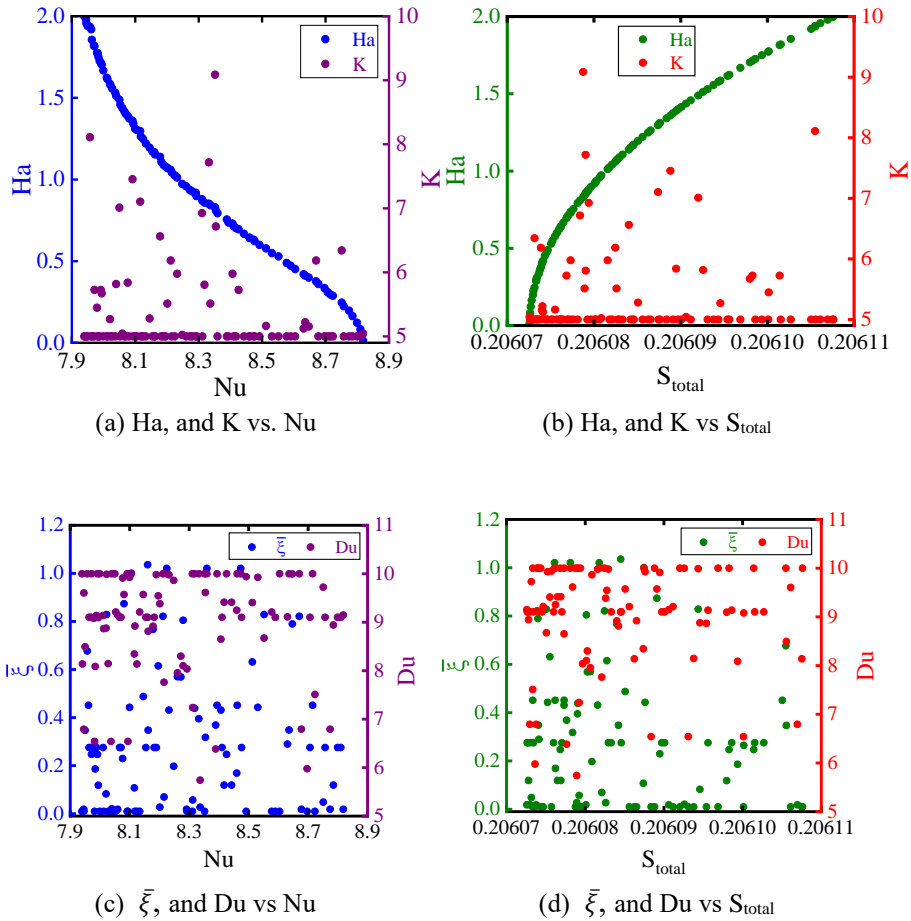 2.0
1.5
1.0
0.5
0.0
Ha
Ha
K
10
9
8
7
6
5
K
7.9 8.1 8.3 8.5 8.7 8.9
Nu
(a) Ha, and K vs. Nu
2.0
1.5
1.0
0.5
0.0
Ha
Ha
K
10
9
8
7
6
5
K
0.20607 0.20608 0.20609 0.20610 0.20611
S_total
(b) Ha, and K vs S_total
1.2
1.0
0.8
0.6
0.4
0.2
0.0
ξ̄
ξ̄ Du
11
10
9
8
7
6
5
Du
7.9 8.1 8.3 8.5 8.7 8.9
Nu
(c) ξ̄, and Du vs Nu
1.2
1.0
0.8
0.6
0.4
0.2
0.0
ξ̄
ξ̄ Du
11
10
9
8
7
6
5
Du
0.20607 0.20608 0.20609 0.20610 0.20611
S_total
(d) ξ̄, and Du vs S_total